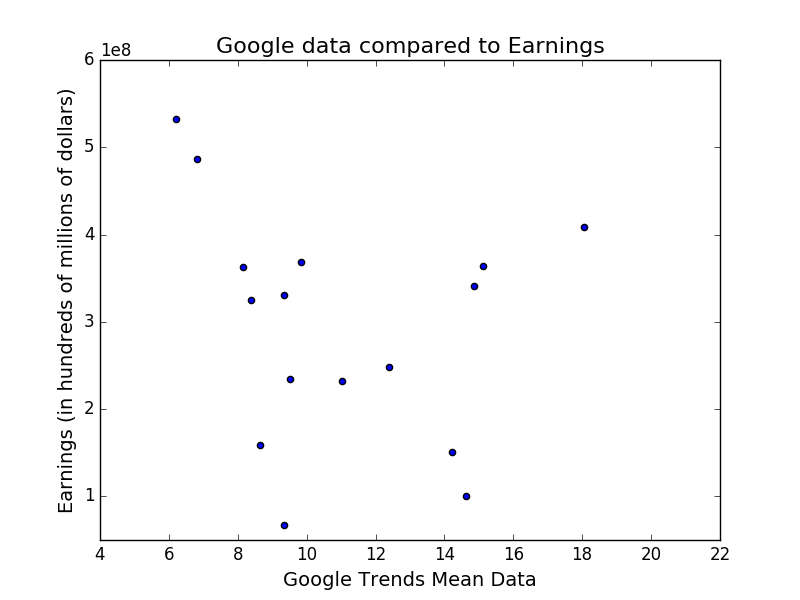 Google data compared to Earnings
1e8
6
5
4
3
2
1
Earnings (in hundreds of millions of dollars)
4 6 8 10 12 14 16 18 20 22
Google Trends Mean Data